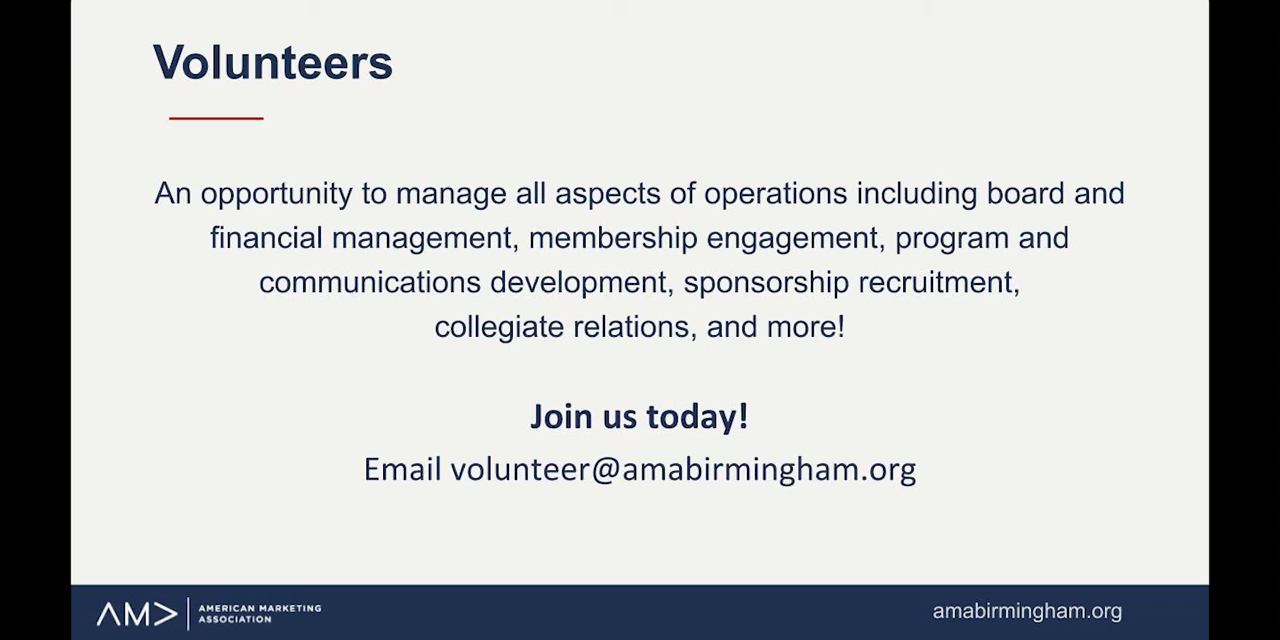 Volunteers
An opportunity to manage all aspects of operations including board and
financial management, membership engagement, program and
communications development, sponsorship recruitment,
collegiate relations, and more!
Join us today!
Email volunteer@amabirmingham.org
AMA
AMERICAN MARKETING
ASSOCIATION
amabirmingham.org